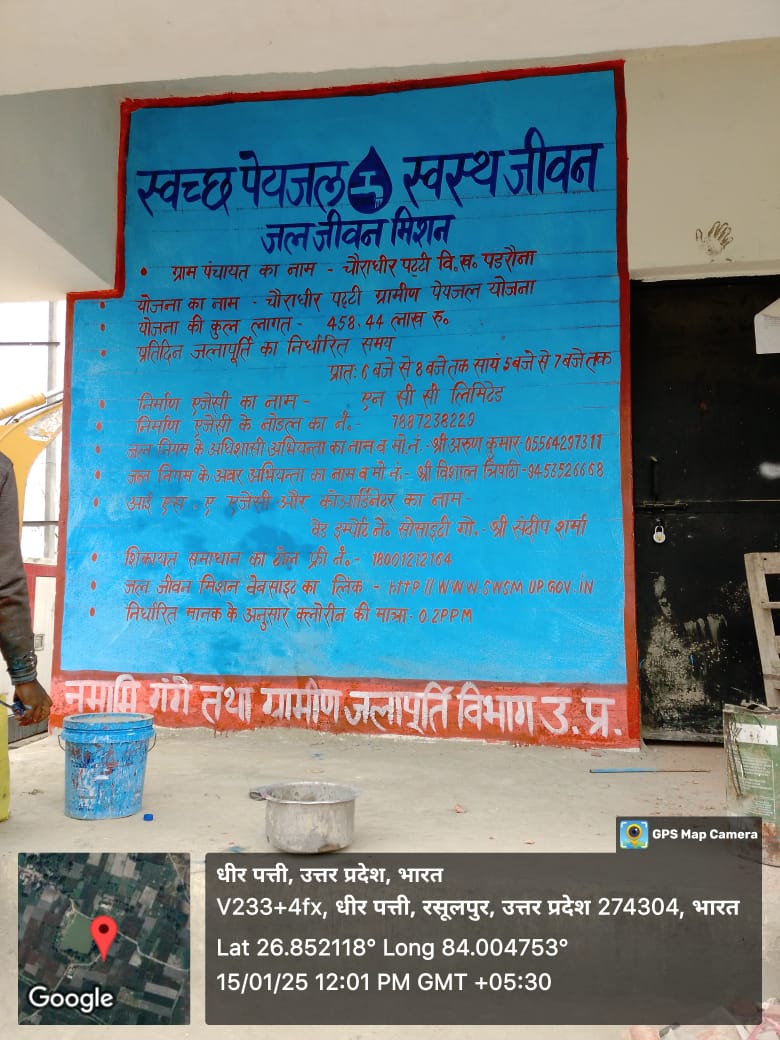 स्वच्छ पेयजल स्वस्थ जीवन
जल जीवन मिशन
• ग्राम पंचायत का नाम - चौराधीर पट्टी वि.स. पडरौना
• योजना का नाम - चौराधीर पट्टी ग्रामीण पेयजल योजना
• योजना की कुल लागत - 458.44 लाख रु.
• प्रतिदिन जलापूर्ति का निर्धारित समय
प्रातः 6 बजे से 8 बजे तक सायं 5 बजे से 7 बजे तक
• निर्माण एजेंसी का नाम - एन सी सी लिमिटेड
• निर्माण एजेंसी के नोडल का नं. - 7887238229
• जल निगम के अधिशासी अभियन्ता का नाम व मो.नं. - श्री अरुण कुमार - 05564297311
• जल निगम के अवर अभियन्ता का नाम व मो नं. - श्री विशाल त्रिपाठी - 9453526668
• आई एस. ए एजेंसी और कोआर्डिनेटर का नाम -
वेड इम्पोर्ट ने. सोसाइटी गो. - श्री संदीप शर्मा
• शिकायत समाधान का टोल फ्री नं. - 18001212164
• जल जीवन मिशन वेबसाइट का लिंक - HTTP//WWW.SWSM.UP.GOV.IN
• निर्धारित मानक के अनुसार क्लोरीन की मात्रा - 0.2PPM
नमामि गंगे तथा ग्रामीण जलापूर्ति विभाग उ.प्र.
GPS Map Camera
धीर पत्ती, उत्तर प्रदेश, भारत
V233+4fx, धीर पत्ती, रसूलपुर, उत्तर प्रदेश 274304, भारत
Lat 26.852118° Long 84.004753°
15/01/25 12:01 PM GMT +05:30
Google